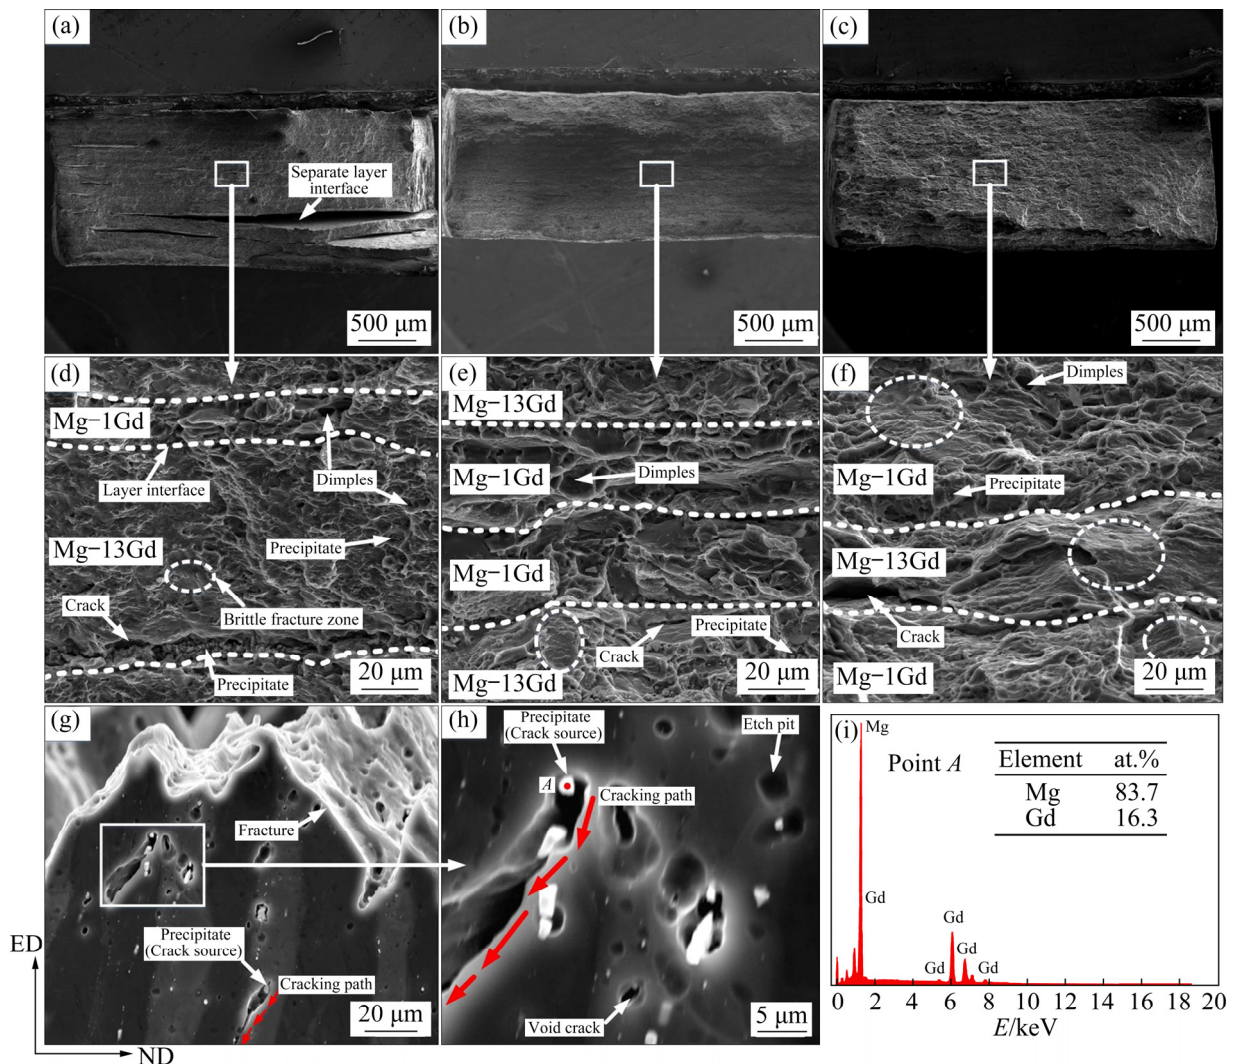 (a)
Separate layer
interface
500 μm
(b)
500 μm
(c)
500 μm
(d)
Mg−1Gd
Layer interface
Dimples
Mg−13Gd
Precipitate
Brittle fracture zone
Crack
Precipitate
20 μm
(e)
Mg−13Gd
Mg−1Gd
Dimples
Mg−1Gd
Precipitate
Crack
Mg−13Gd
20 μm
(f)
Dimples
Mg−1Gd
Precipitate
Mg−13Gd
Crack
Mg−1Gd
20 μm
(g)
Fracture
Precipitate
(Crack source)
Cracking path
20 μm
ED
ND
(h)
Precipitate
(Crack source)
Etch pit
A
Cracking path
Void crack
5 μm
(i)
Mg
Point A
Element at.%
Mg 83.7
Gd 16.3
Gd
Gd
Gd
Gd
Gd
0 2 4 6 8 10 12 14 16 18 20
E/keV